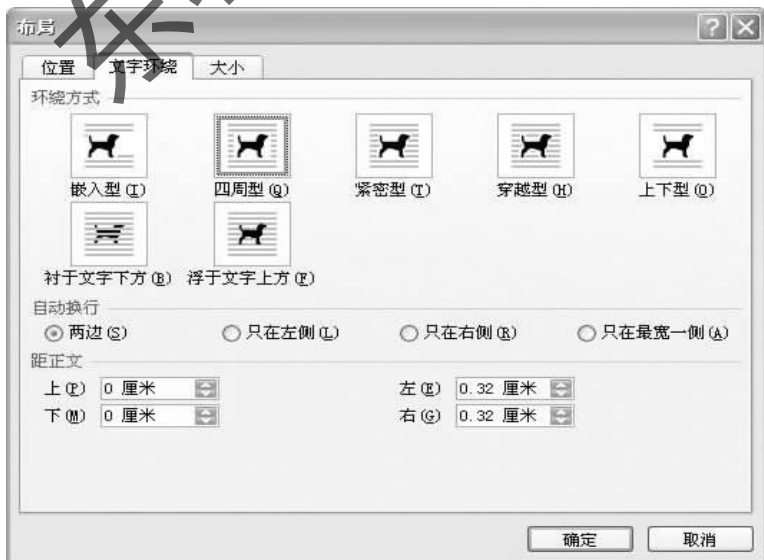 布局
位置 文字环绕 大小
环绕方式
嵌入型(I) 四周型(Q) 紧密型(T) 穿越型(H) 上下型(O)
衬于文字下方(B) 浮于文字上方(F)
自动换行
两边(S) 只在左侧(L) 只在右侧(R) 只在最宽一侧(A)
距正文
上(P) 0 厘米 左(E) 0.32 厘米
下(M) 0 厘米 右(G) 0.32 厘米
确定 取消